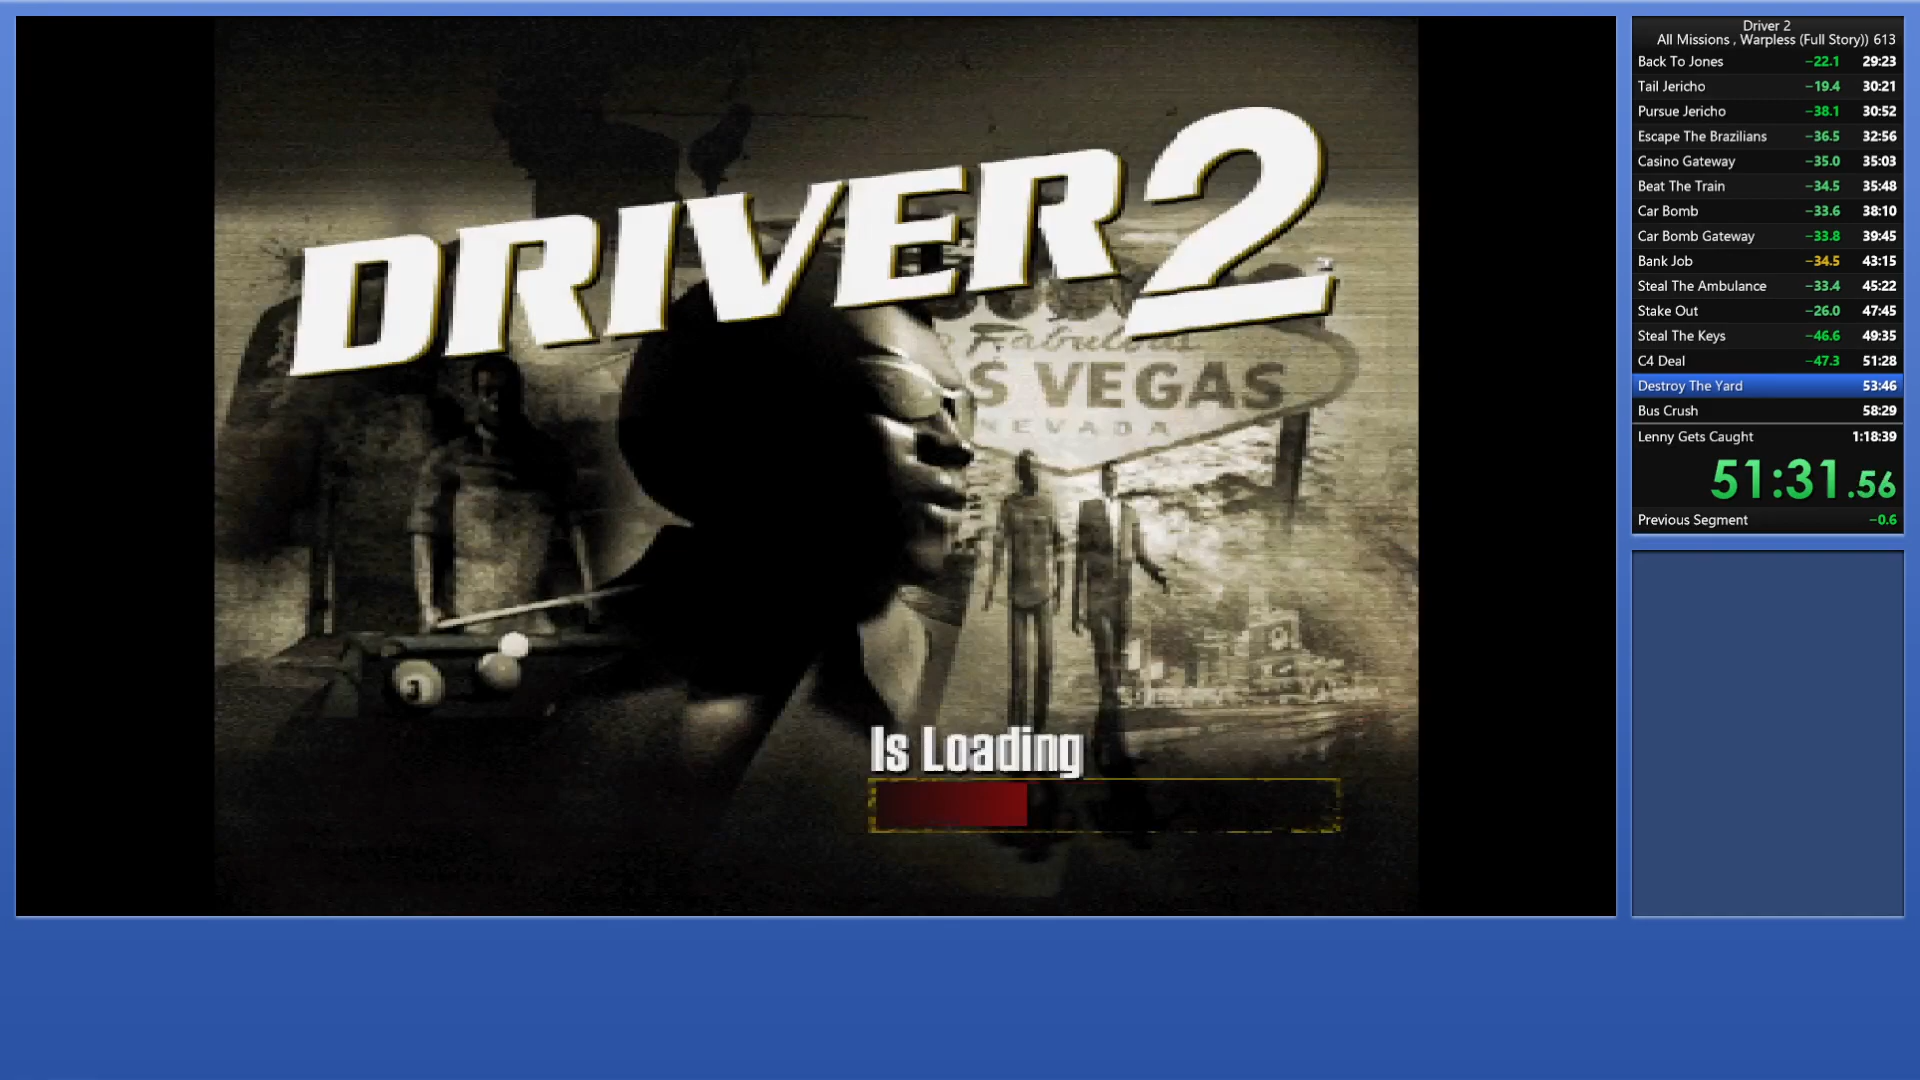 DRIVER 2
Fabulous
S VEGAS
NEVADA
Is Loading
Driver 2
All Missions , Warpless (Full Story)) 613
Back To Jones -22.1 29:23
Tail Jericho -19.4 30:21
Pursue Jericho -38.1 30:52
Escape The Brazilians -36.5 32:56
Casino Gateway -35.0 35:03
Beat The Train -34.5 35:48
Car Bomb -33.6 38:10
Car Bomb Gateway -33.8 39:45
Bank Job -34.5 43:15
Steal The Ambulance -33.4 45:22
Stake Out -26.0 47:45
Steal The Keys -46.6 49:35
C4 Deal -47.3 51:28
Destroy The Yard 53:46
Bus Crush 58:29
Lenny Gets Caught 1:18:39
51:31.56
Previous Segment -0.6